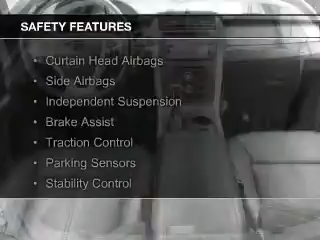 SAFETY FEATURES
• Curtain Head Airbags
• Side Airbags
• Independent Suspension
• Brake Assist
• Traction Control
• Parking Sensors
• Stability Control